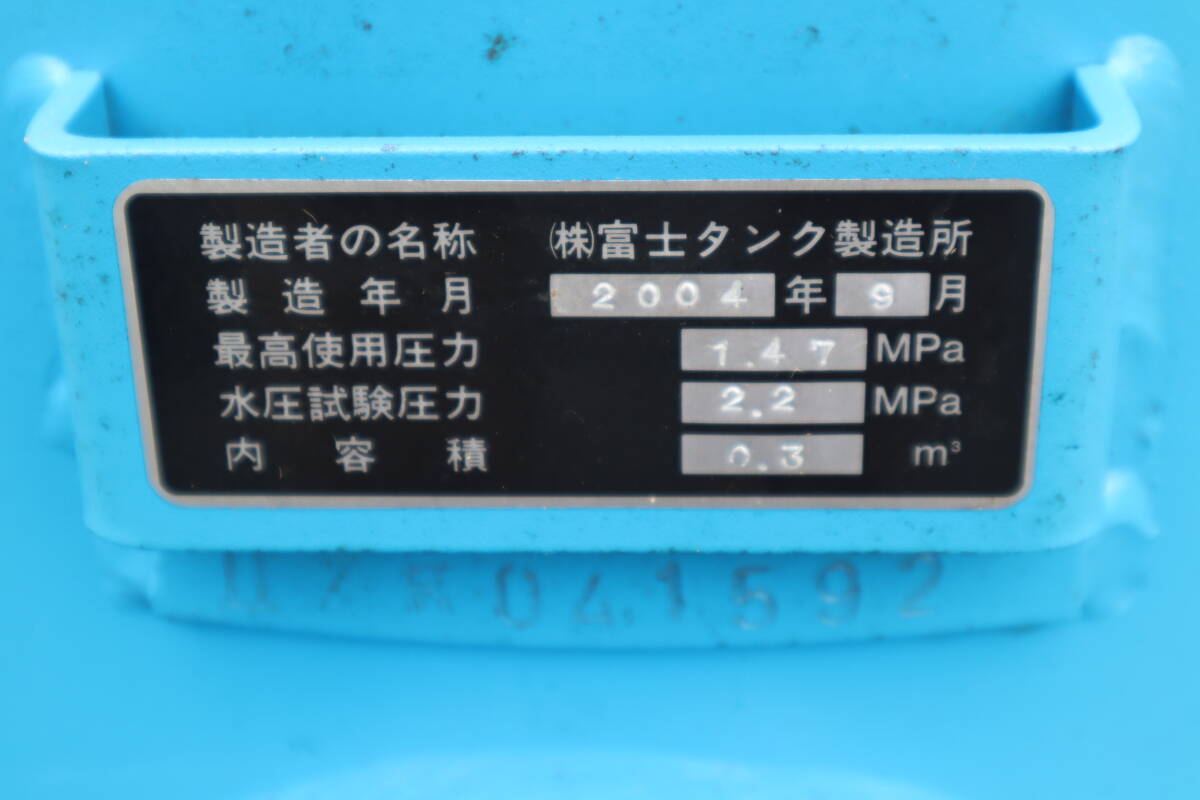 製造者の名称 ㈱富士タンク製造所
製造年月 2004年9月
最高使用圧力 1.47 MPa
水圧試験圧力 2.2 MPa
内容積 0.3 m³
041592